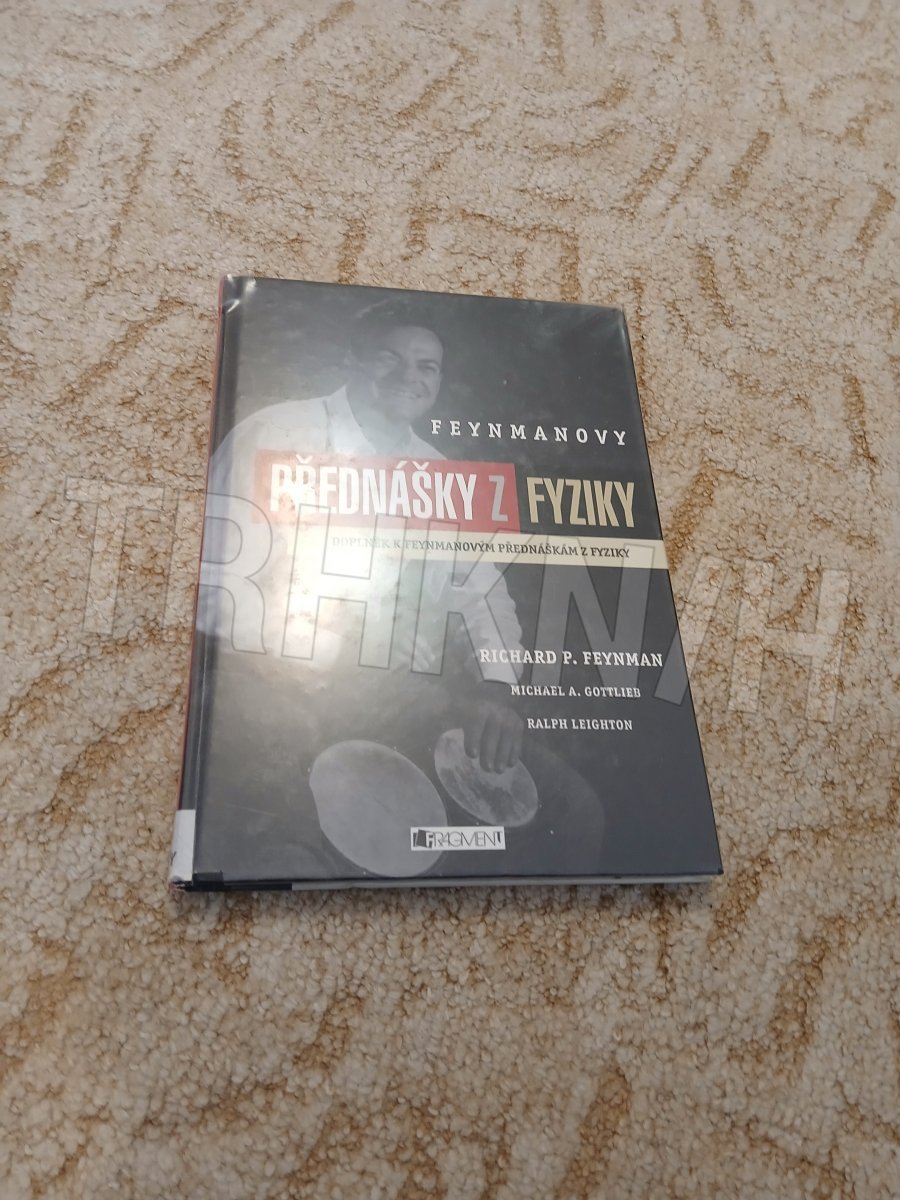 FEYNMANOVY
PŘEDNÁŠKY Z FYZIKY
DOPLNĚK K FEYNMANOVÝM PŘEDNÁŠKÁM Z FYZIKY
TRHKNIH
RICHARD P. FEYNMAN
MICHAEL A. GOTTLIEB
RALPH LEIGHTON
FRAGMENT